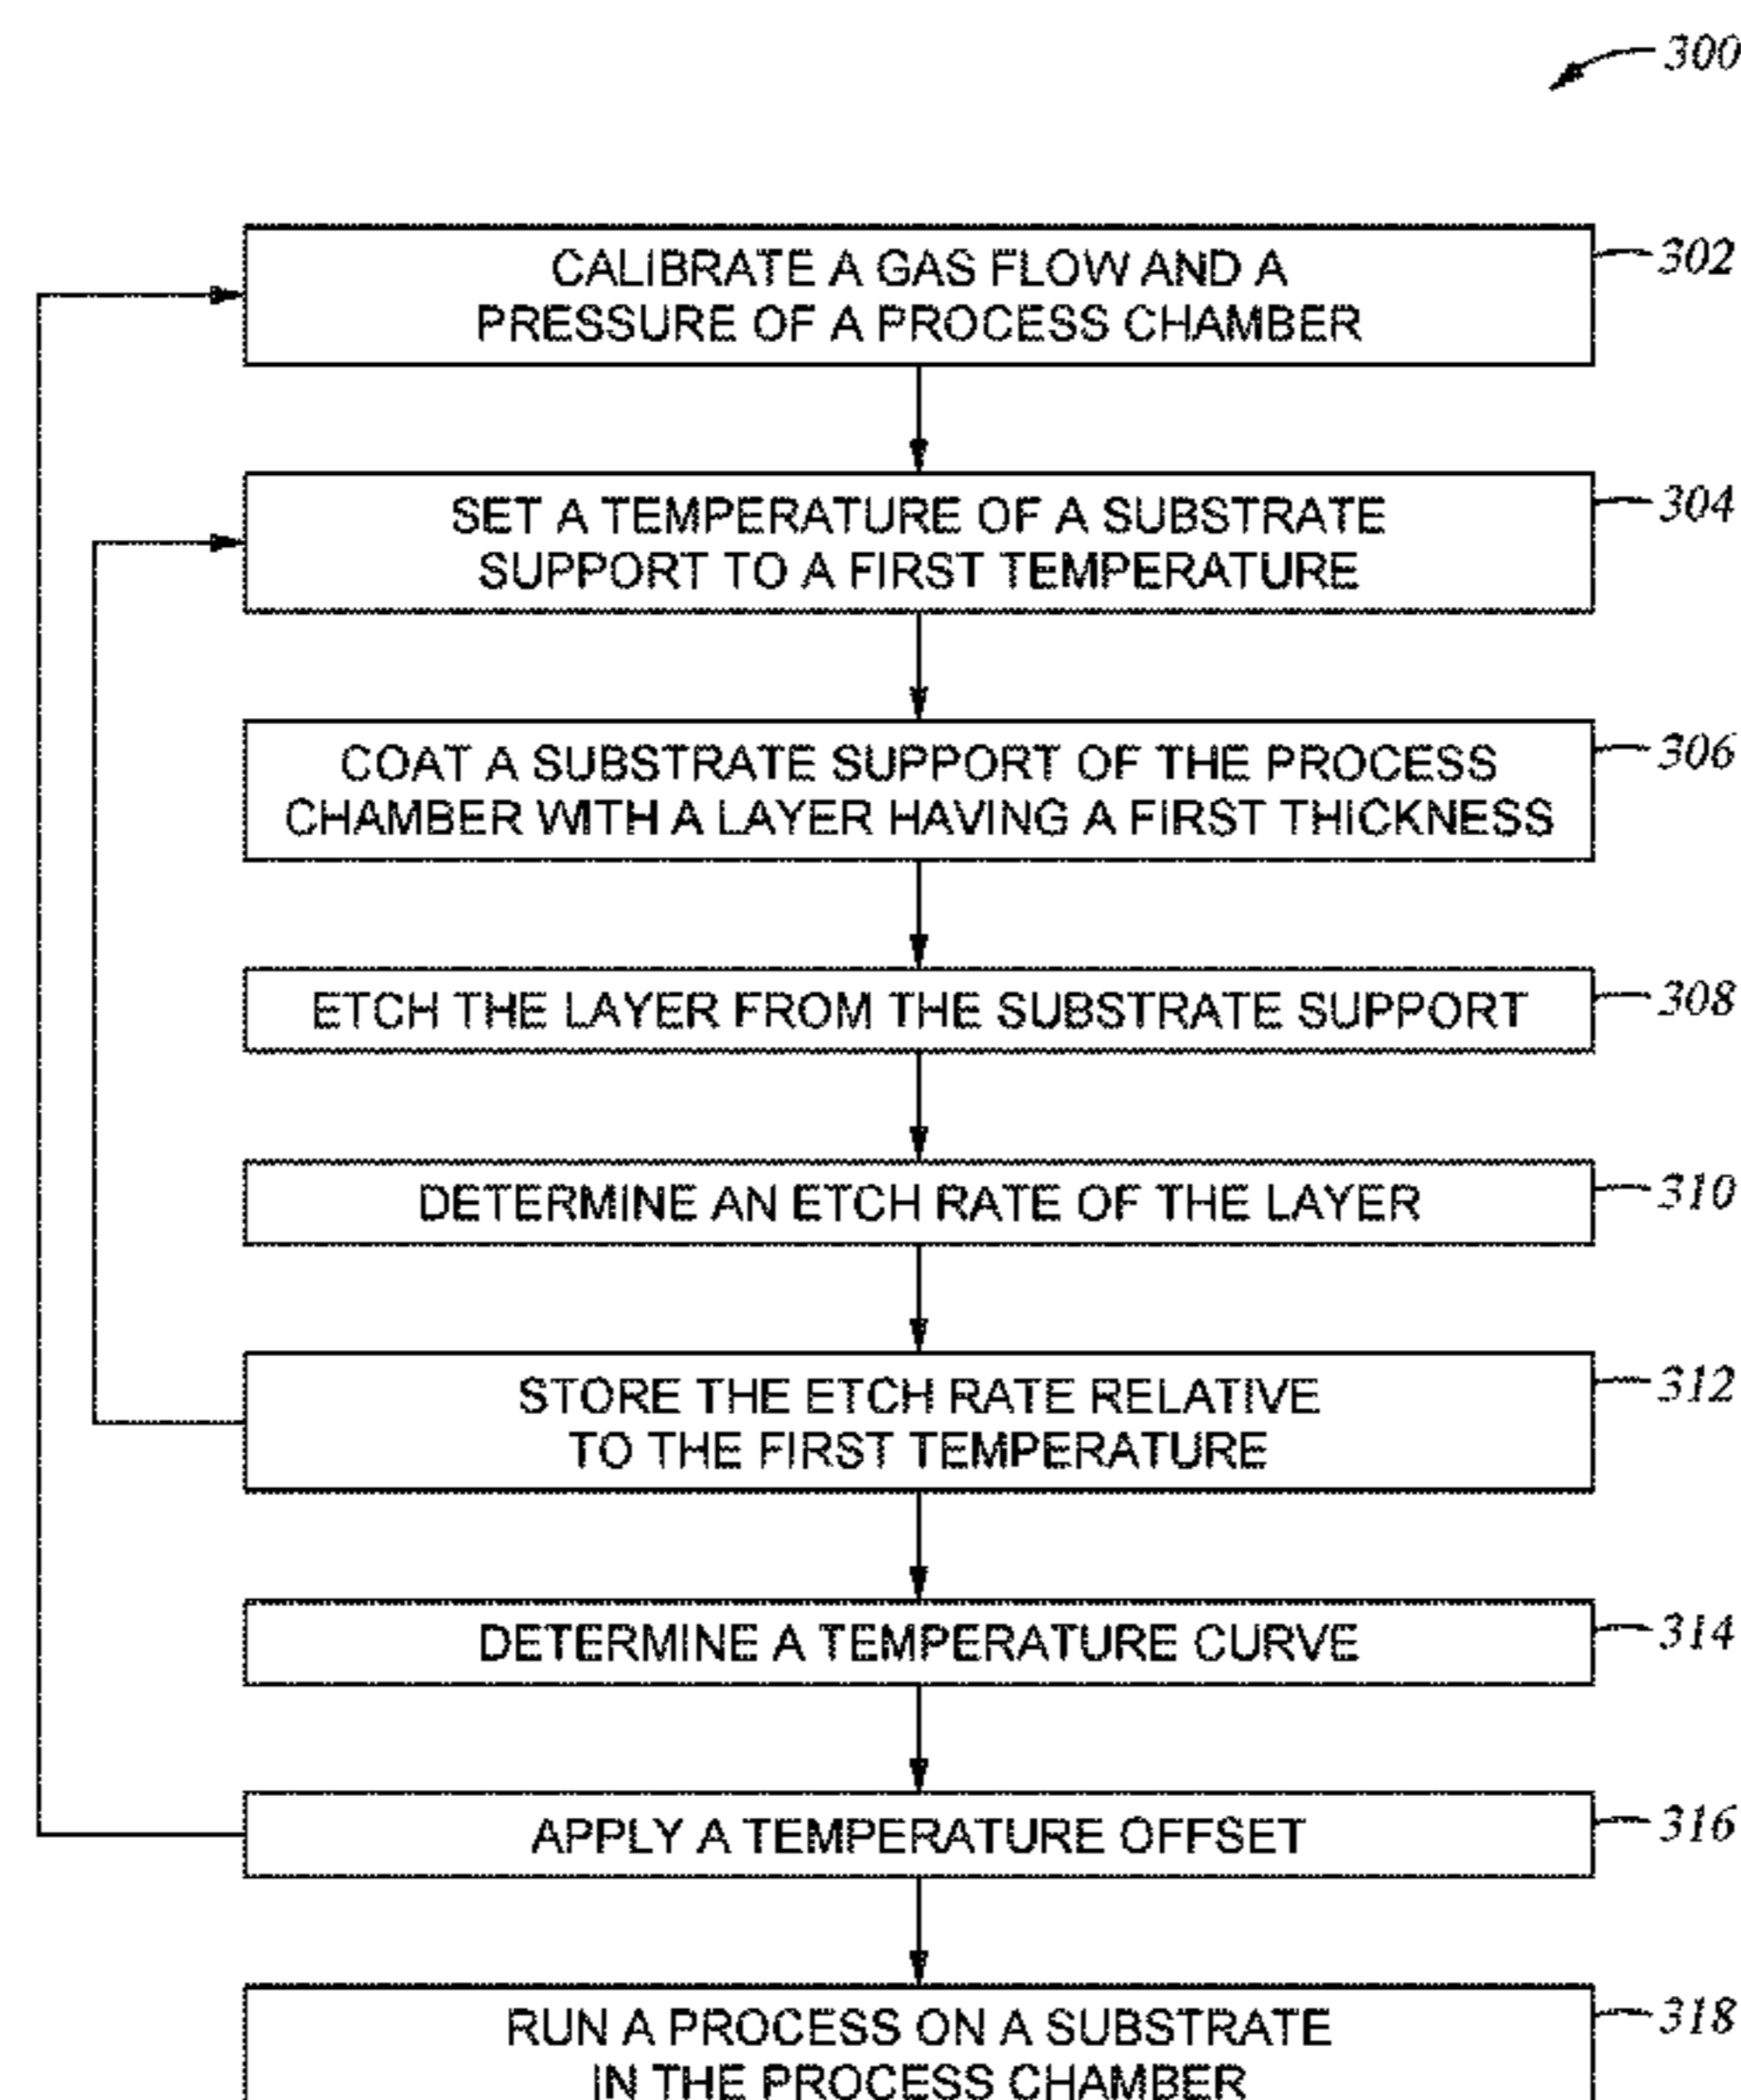 300
CALIBRATE A GAS FLOW AND A
PRESSURE OF A PROCESS CHAMBER
302
SET A TEMPERATURE OF A SUBSTRATE
SUPPORT TO A FIRST TEMPERATURE
304
COAT A SUBSTRATE SUPPORT OF THE PROCESS
CHAMBER WITH A LAYER HAVING A FIRST THICKNESS
306
ETCH THE LAYER FROM THE SUBSTRATE SUPPORT
308
DETERMINE AN ETCH RATE OF THE LAYER
310
STORE THE ETCH RATE RELATIVE
TO THE FIRST TEMPERATURE
312
DETERMINE A TEMPERATURE CURVE
314
APPLY A TEMPERATURE OFFSET
316
RUN A PROCESS ON A SUBSTRATE
IN THE PROCESS CHAMBER
318